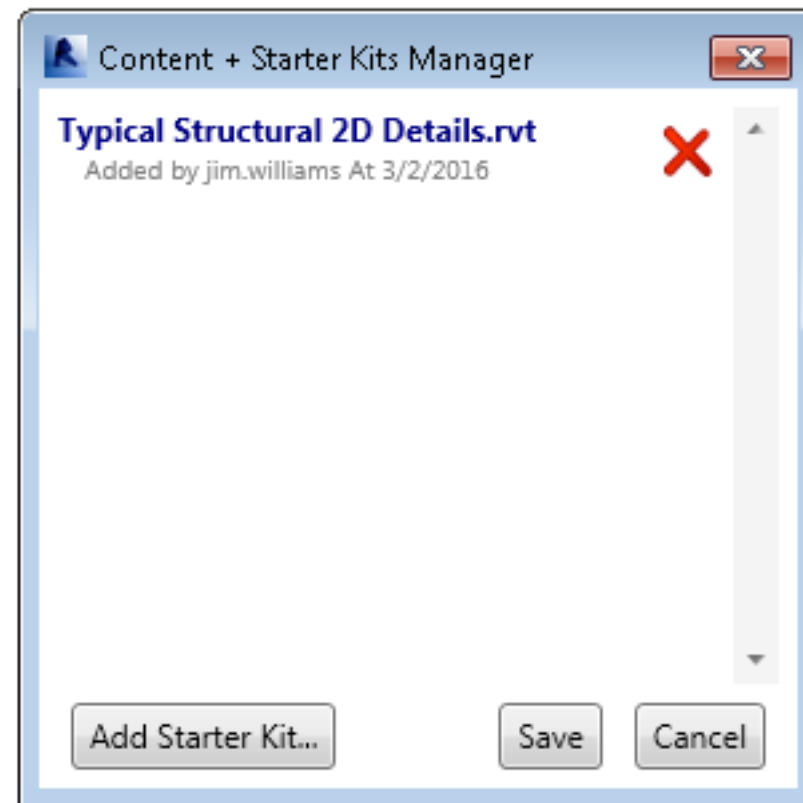 Content + Starter Kits Manager
Typical Structural 2D Details.rvt
Added by jim.williams At 3/2/2016
Add Starter Kit...
Save
Cancel